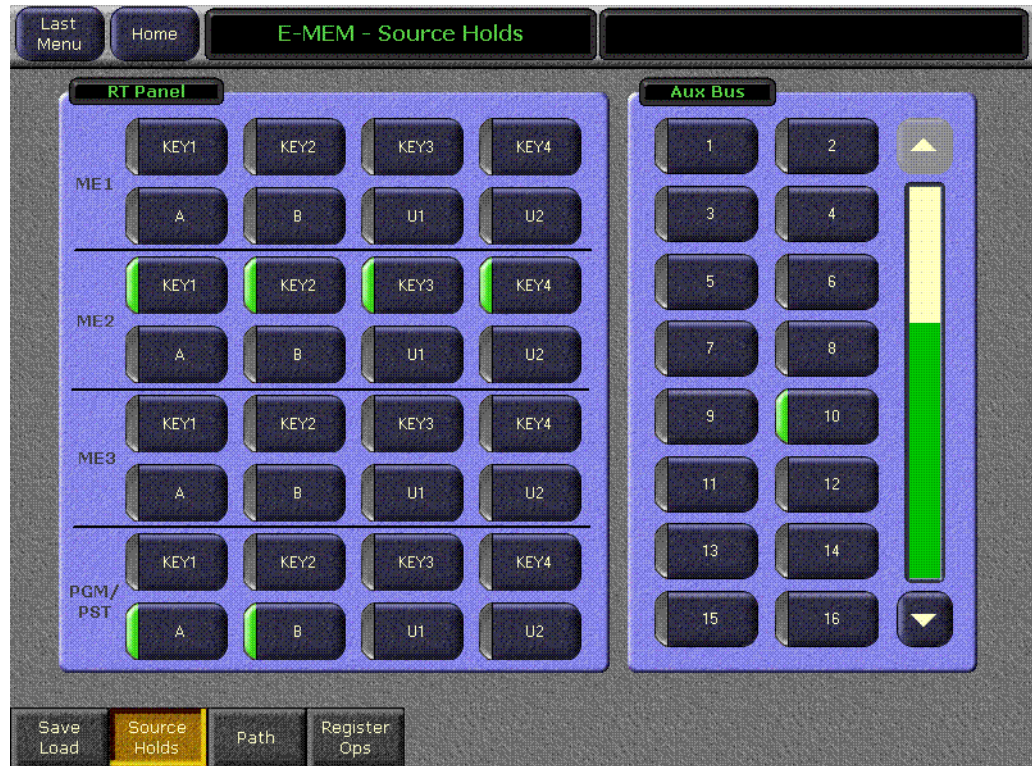 Last
Menu
Home
E-MEM - Source Holds
RT Panel
KEY1 KEY2 KEY3 KEY4
ME1
A B U1 U2
KEY1 KEY2 KEY3 KEY4
ME2
A B U1 U2
KEY1 KEY2 KEY3 KEY4
ME3
A B U1 U2
KEY1 KEY2 KEY3 KEY4
PGM/
PST
A B U1 U2
Aux Bus
1 2
3 4
5 6
7 8
9 10
11 12
13 14
15 16
Save
Load
Source
Holds
Path
Register
Ops